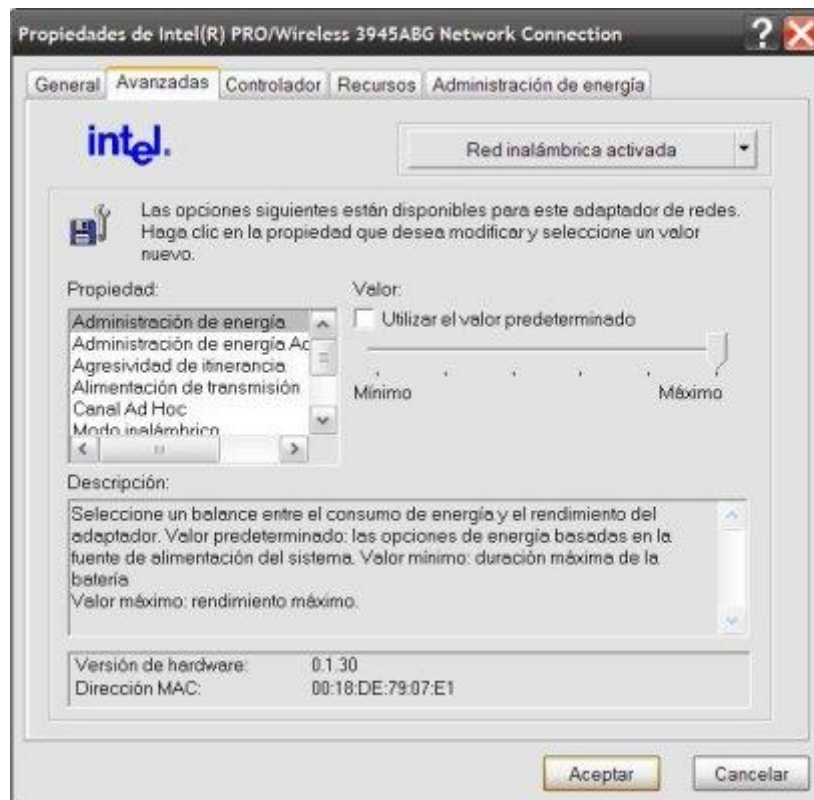 Propiedades de Intel(R) PRO/Wireless 3945ABG Network Connection
General Avanzadas Controlador Recursos Administración de energía
intel.
Red inalámbrica activada
Las opciones siguientes están disponibles para este adaptador de redes.
Haga clic en la propiedad que desea modificar y seleccione un valor
nuevo.
Propiedad: Valor:
Administración de energía
Administración de energía Ad
Agresividad de itinerancia
Alimentación de transmisión
Canal Ad Hoc
Modo inalámbrico
Utilizar el valor predeterminado
Mínimo Máximo
Descripción:
Seleccione un balance entre el consumo de energía y el rendimiento del
adaptador. Valor predeterminado: las opciones de energía basadas en la
fuente de alimentación del sistema. Valor mínimo: duración máxima de la
batería
Valor máximo: rendimiento máximo.
Versión de hardware: 0.1.30
Dirección MAC: 00:18:DE:79:07:E1
Aceptar Cancelar